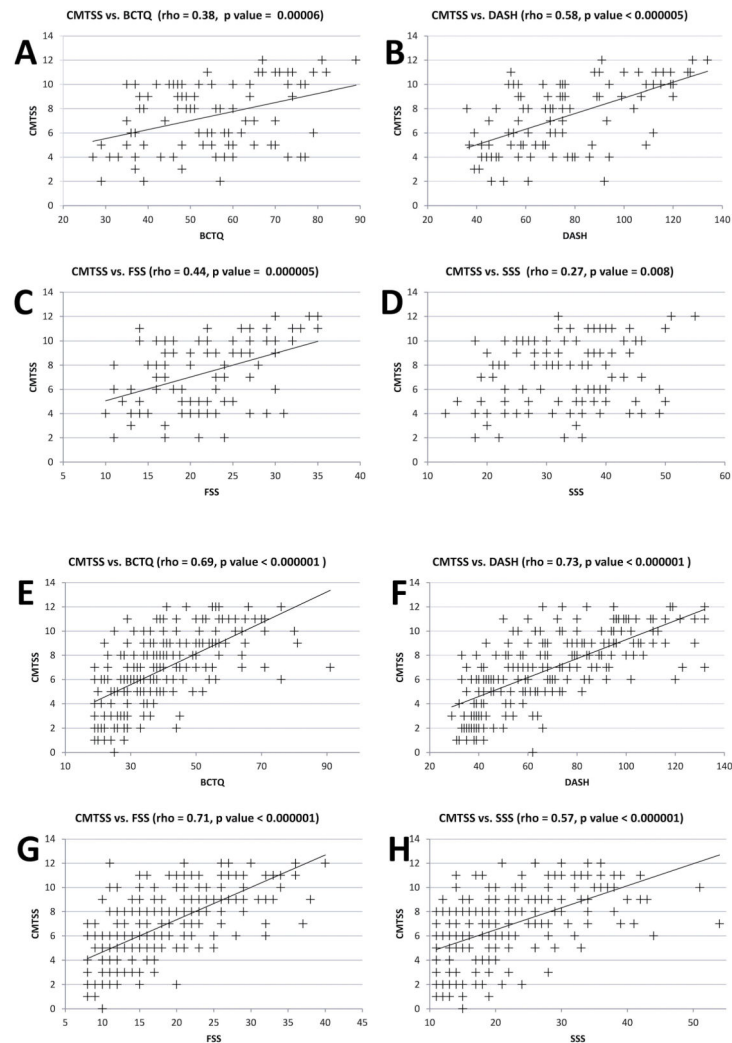 CMTSS vs. BCTQ (rho = 0.38, p value = 0.00006)
A
14
12
10
8
6
4
2
0
CMTSS
20 30 40 50 60 70 80 90
BCTQ
CMTSS vs. DASH (rho = 0.58, p value < 0.000005)
B
14
12
10
8
6
4
2
0
CMTSS
20 40 60 80 100 120 140
DASH
CMTSS vs. FSS (rho = 0.44, p value = 0.000005)
C
14
12
10
8
6
4
2
0
CMTSS
5 10 15 20 25 30 35 40
FSS
CMTSS vs. SSS (rho = 0.27, p value = 0.008)
D
14
12
10
8
6
4
2
0
CMTSS
10 20 30 40 50 60
SSS
CMTSS vs. BCTQ (rho = 0.69, p value < 0.000001 )
E
14
12
10
8
6
4
2
0
CMTSS
10 30 50 70 90
BCTQ
CMTSS vs. DASH (rho = 0.73, p value < 0.000001 )
F
14
12
10
8
6
4
2
0
CMTSS
20 40 60 80 100 120 140
DASH
CMTSS vs. FSS (rho = 0.71, p value < 0.000001)
G
14
12
10
8
6
4
2
0
CMTSS
5 10 15 20 25 30 35 40 45
FSS
CMTSS vs. SSS (rho = 0.57, p value < 0.000001)
H
14
12
10
8
6
4
2
0
CMTSS
10 20 30 40 50
SSS